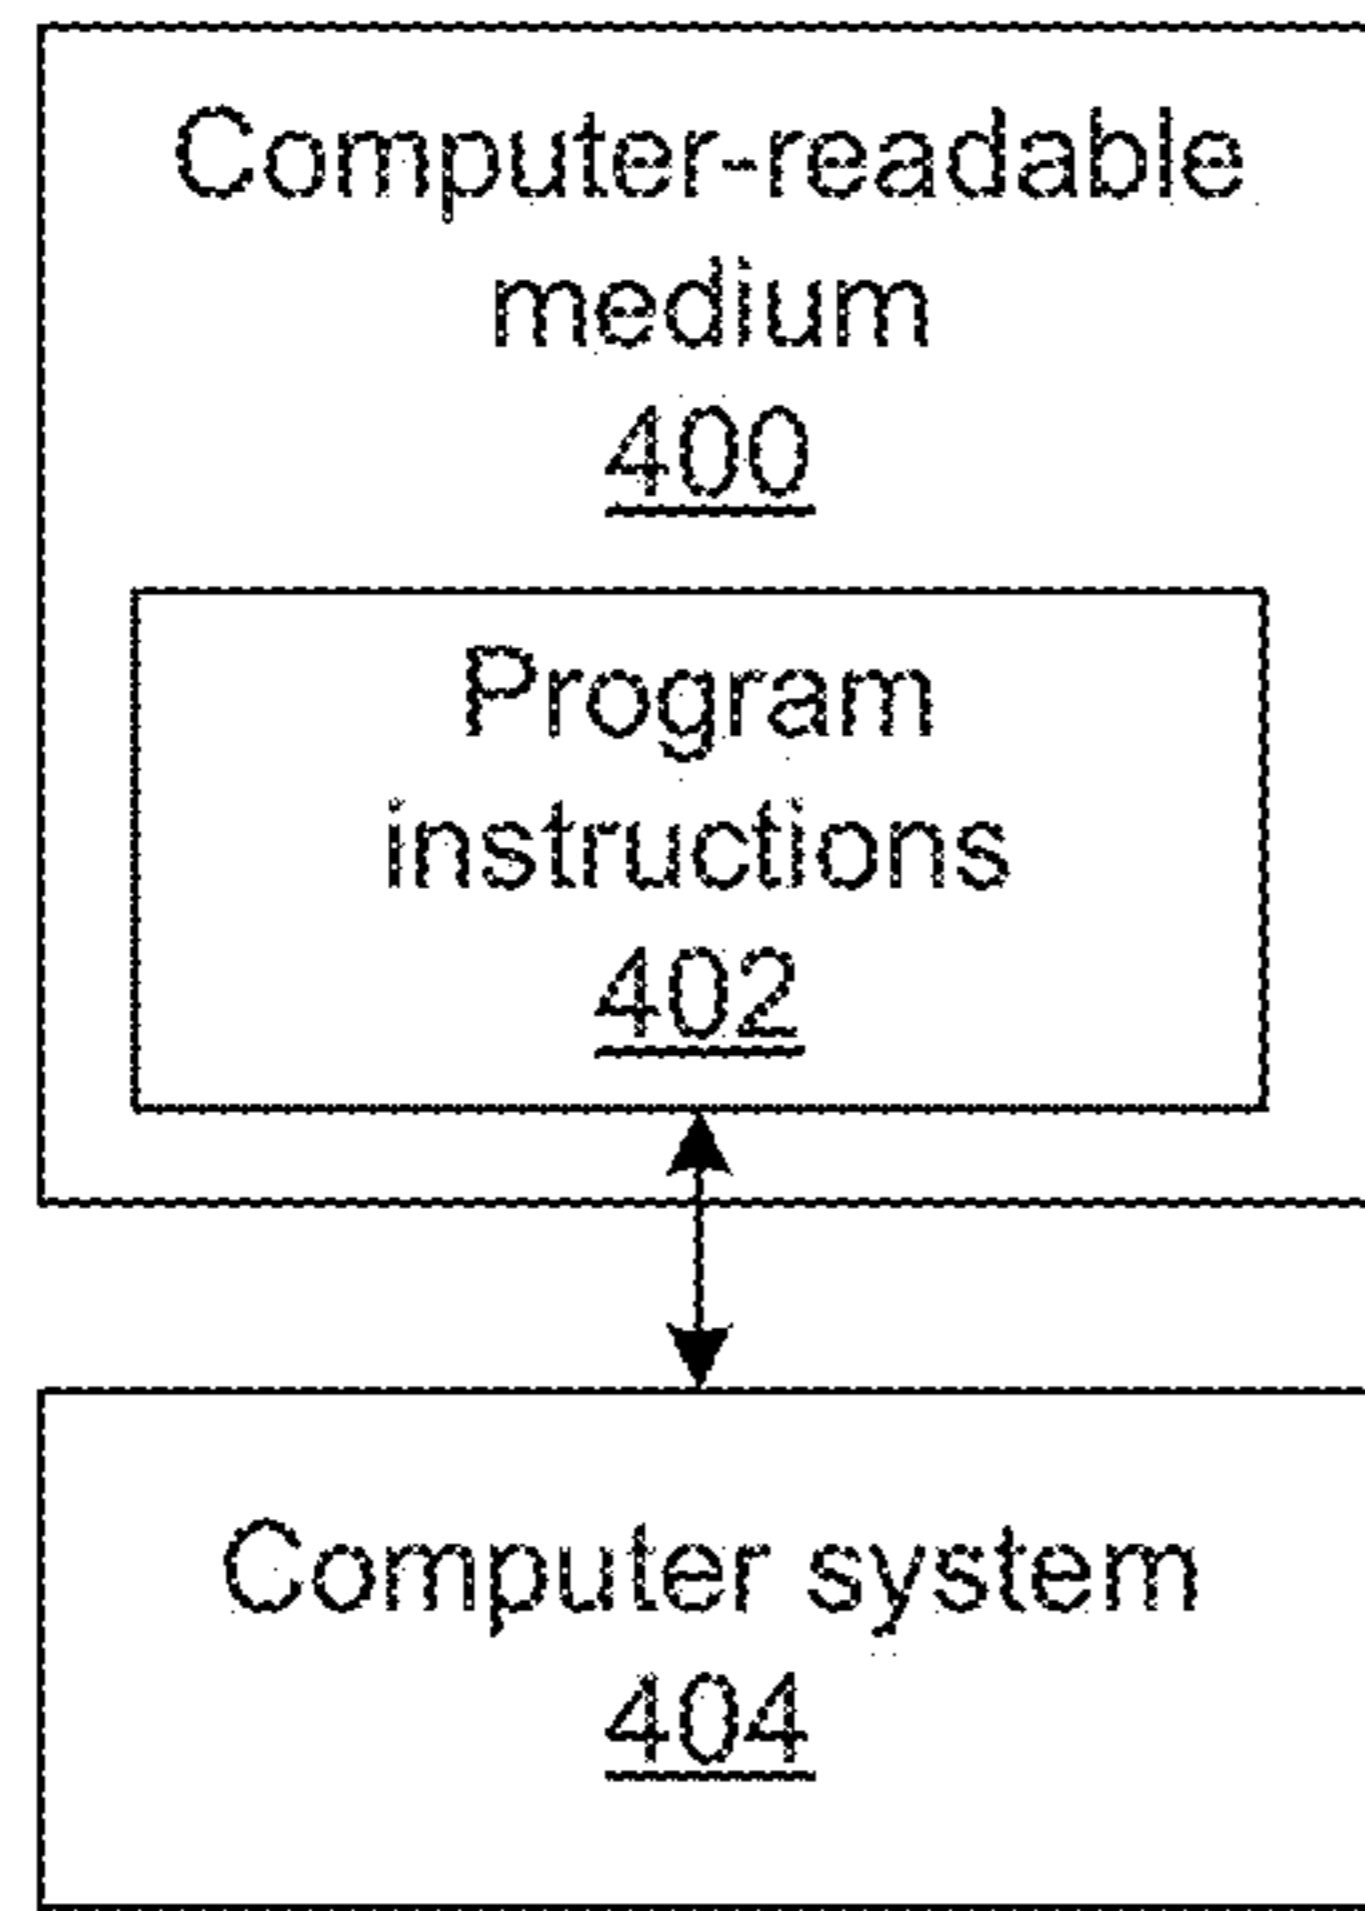 Computer-readable
medium
400
Program
instructions
402
Computer system
404